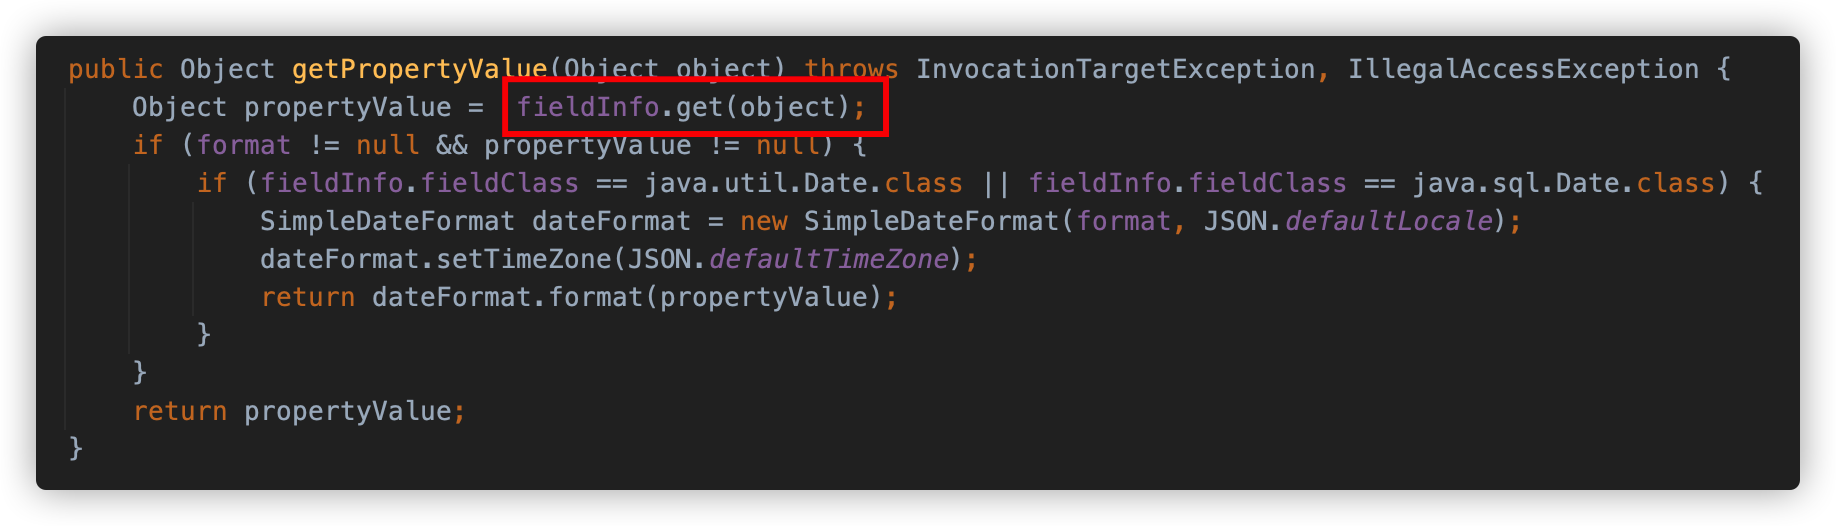 public Object getPropertyValue(Object object) throws InvocationTargetException, IllegalAccessException {
Object propertyValue = fieldInfo.get(object);
if (format != null && propertyValue != null) {
if (fieldInfo.fieldClass == java.util.Date.class || fieldInfo.fieldClass == java.sql.Date.class) {
SimpleDateFormat dateFormat = new SimpleDateFormat(format, JSON.defaultLocale);
dateFormat.setTimeZone(JSON.defaultTimeZone);
return dateFormat.format(propertyValue);
}
}
return propertyValue;
}